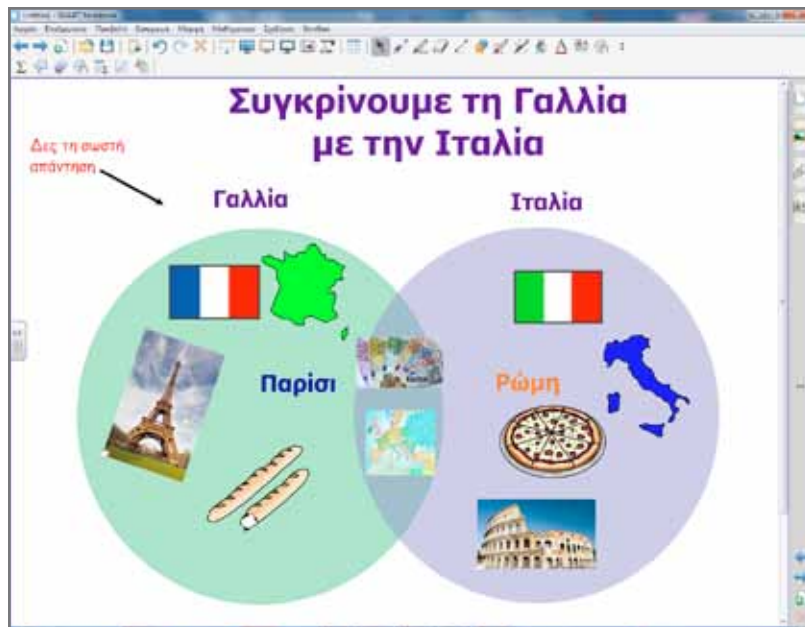 Συγκρίνουμε τη Γαλλία
με την Ιταλία
Δες τη σωστή
απάντηση
Γαλλία
Ιταλία
Παρίσι
Ρώμη